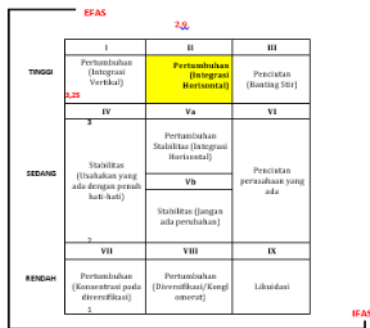 EFAS
2,9
I II III
TINGGI
Pertumbuhan
(Integrasi
Vertikal)
Pertumbuhan
(Integrasi
Horisontal)
Penciutan
(Banting Stir)
3,25
IV Va VI
3
SEDANG
Stabilitas
(Usahakan yang
ada dengan penuh
hati-hati)
Pertumbuhan
Stabilitas (Integrasi
Horisontal)
Vb
Stabilitas (Jangan
ada perubahan)
Penciutan
perusahaan yang
ada
2
VII VIII IX
RENDAH
Pertumbuhan
(Konsentrasi pada
diversifikasi)
Pertumbuhan
(Diversifikasi/Kongl
omerat)
Likuidasi
1
IFAS